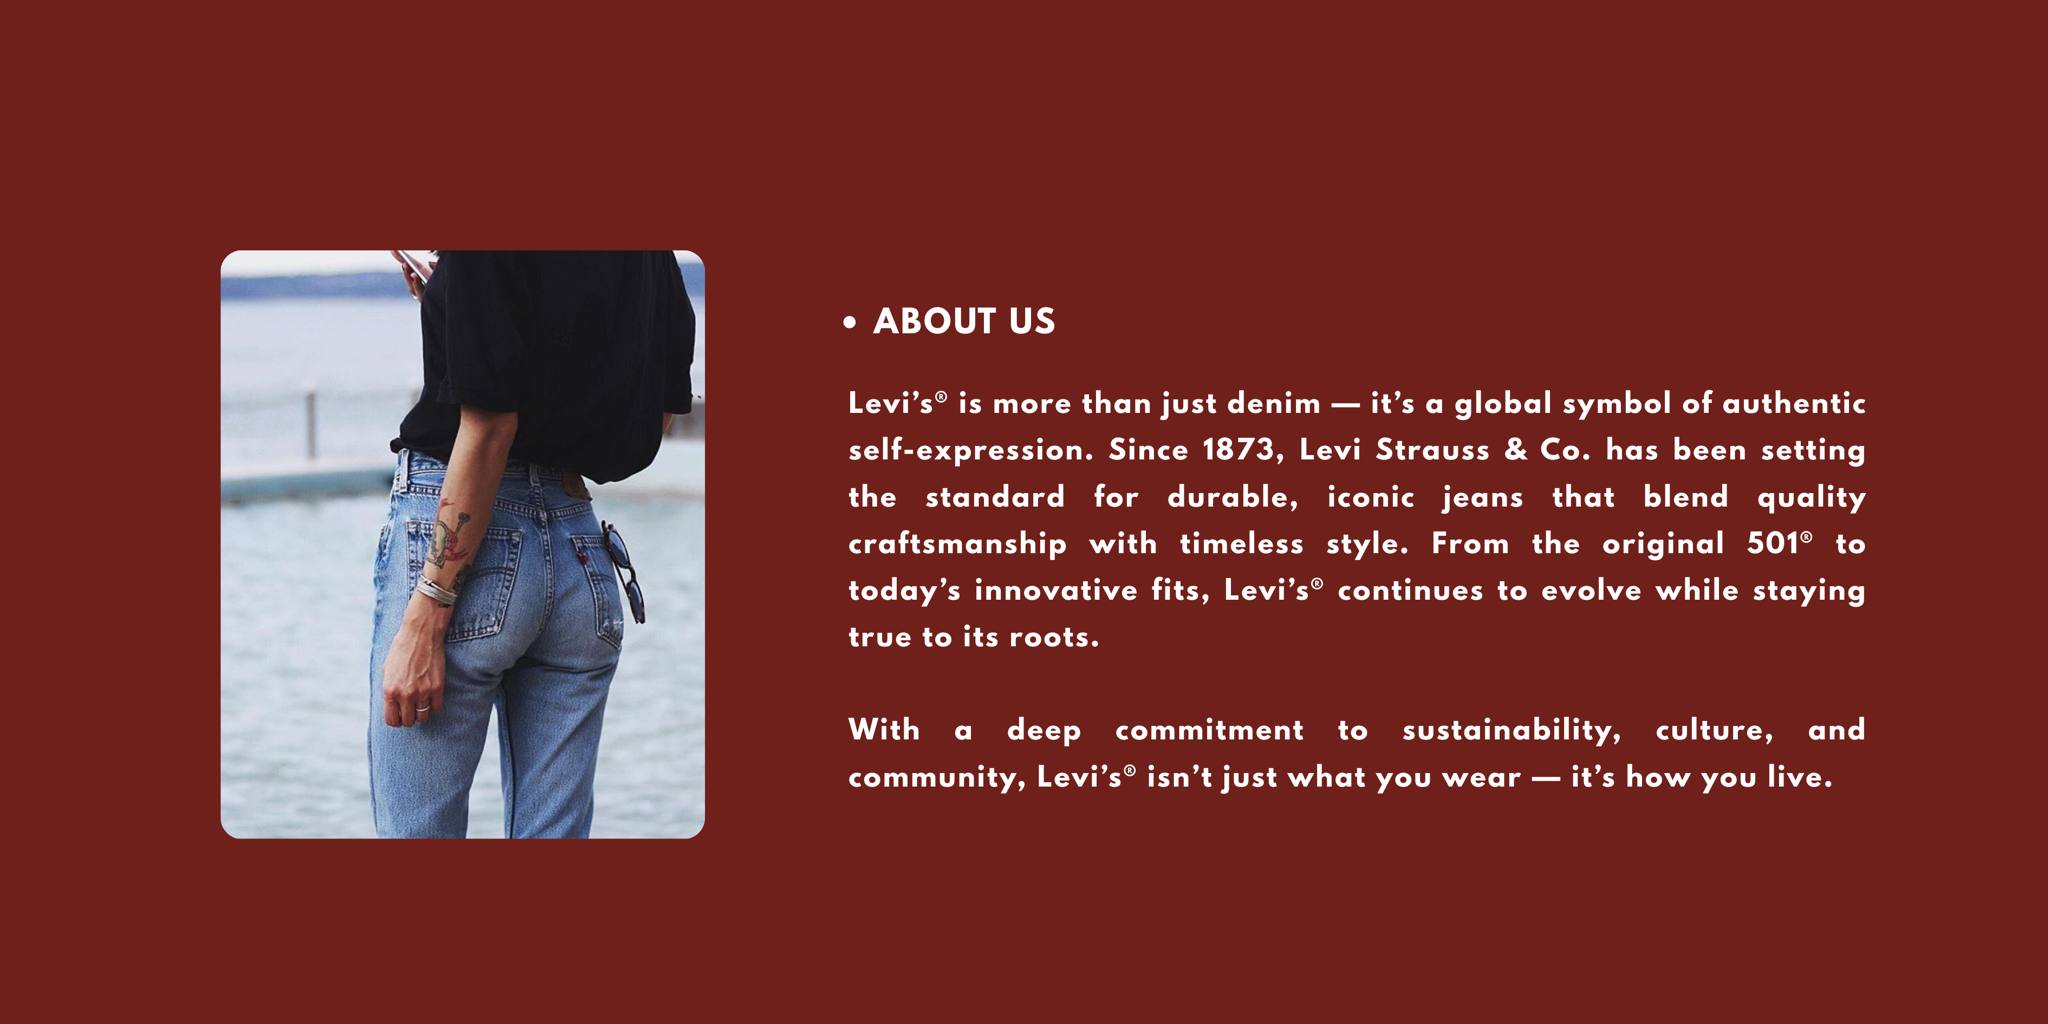 • ABOUT US
Levi’s® is more than just denim — it’s a global symbol of authentic
self-expression. Since 1873, Levi Strauss & Co. has been setting
the standard for durable, iconic jeans that blend quality
craftsmanship with timeless style. From the original 501® to
today’s innovative fits, Levi’s® continues to evolve while staying
true to its roots.
With a deep commitment to sustainability, culture, and
community, Levi’s® isn’t just what you wear — it’s how you live.